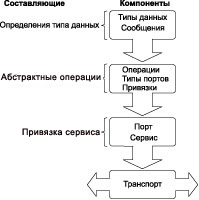 Составляющие
Компоненты
Определения типа данных
Типы данных
Сообщения
Абстрактные операции
Операции
Типы портов
Привязки
Привязка сервиса
Порт
Сервис
Транспорт